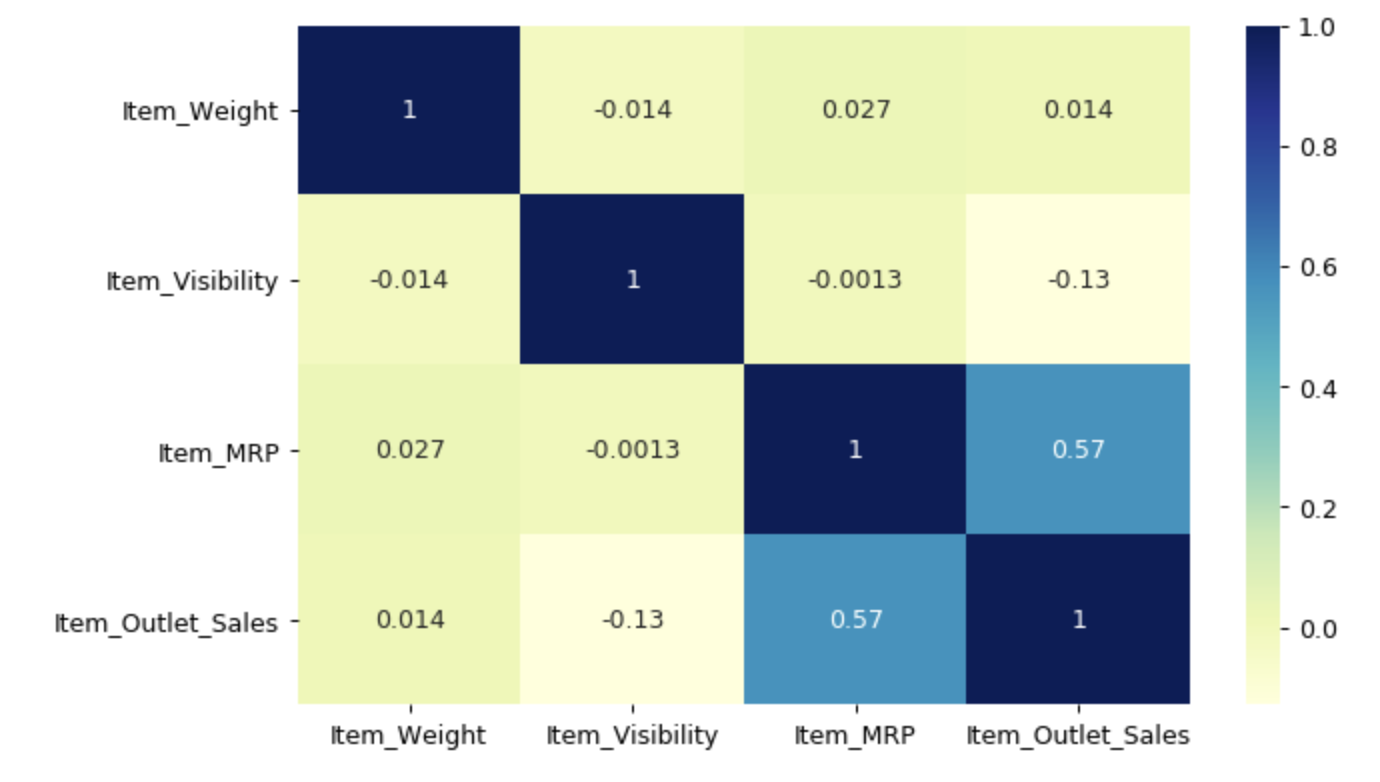 1.0
Item_Weight 1 -0.014 0.027 0.014
0.8
Item_Visibility -0.014 1 -0.0013 -0.13
0.6
0.4
Item_MRP 0.027 -0.0013 1 0.57
0.2
Item_Outlet_Sales 0.014 -0.13 0.57 1
0.0
Item_Weight Item_Visibility Item_MRP Item_Outlet_Sales